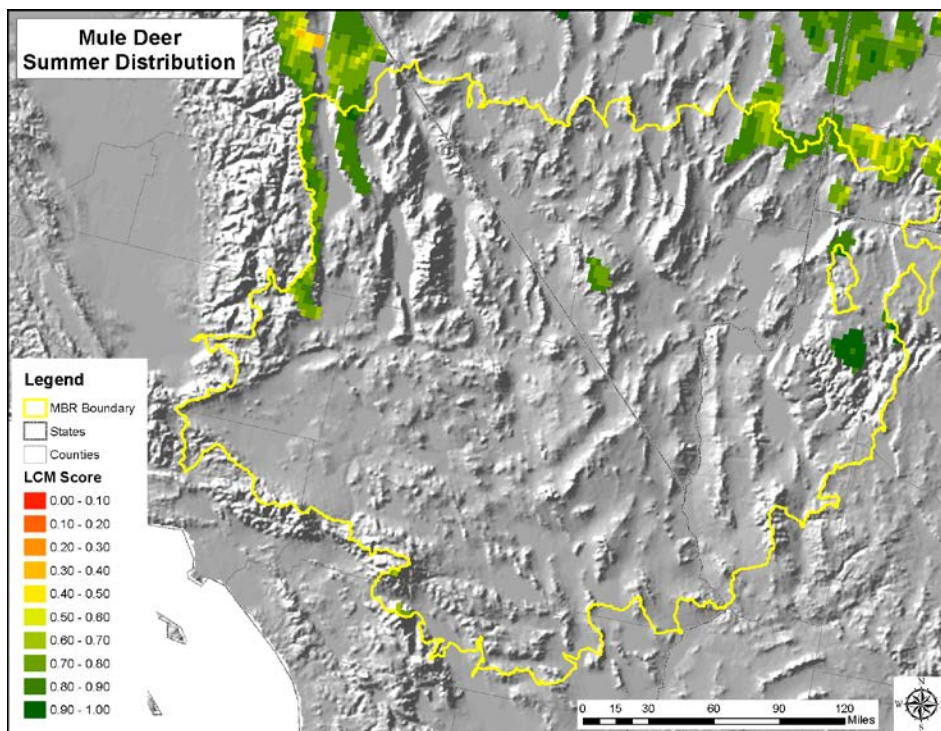 Mule Deer
Summer Distribution
Legend
MBR Boundary
States
Counties
LCM Score
0.00 - 0.10
0.10 - 0.20
0.20 - 0.30
0.30 - 0.40
0.40 - 0.50
0.50 - 0.60
0.60 - 0.70
0.70 - 0.80
0.80 - 0.90
0.90 - 1.00
0 15 30 60 90 120
Miles
N
W E
S